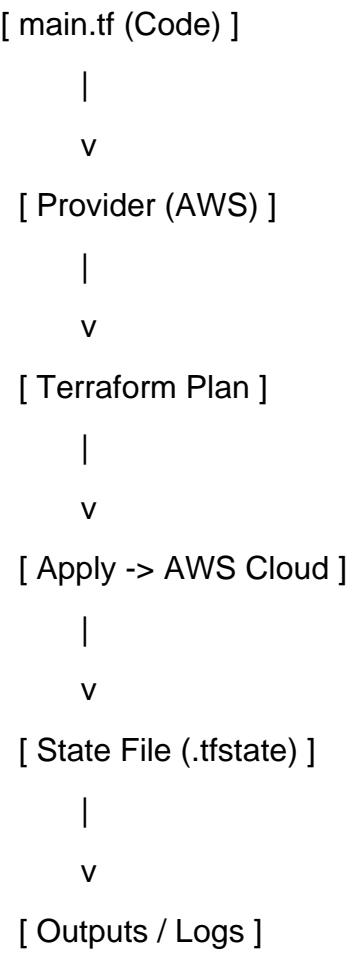 [ main.tf (Code) ]
|
v
[ Provider (AWS) ]
|
v
[ Terraform Plan ]
|
v
[ Apply -> AWS Cloud ]
|
v
[ State File (.tfstate) ]
|
v
[ Outputs / Logs ]